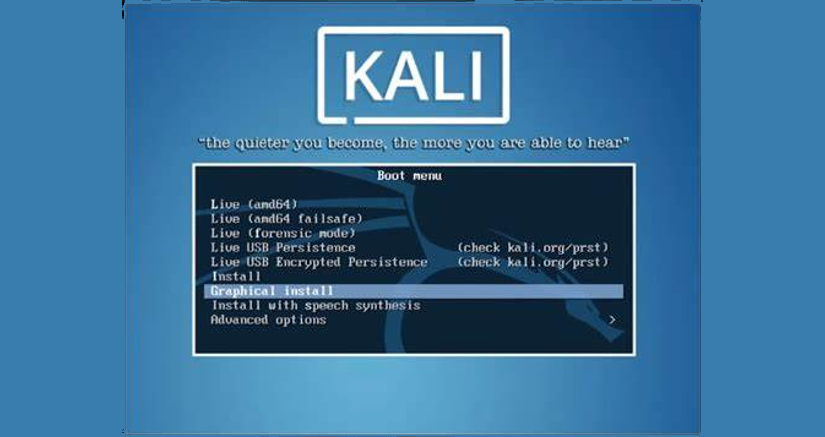 KALI
“the quieter you become, the more you are able to hear”
Boot menu
Live (amd64)
Live (amd64 failsafe)
Live (forensic mode)
Live USB Persistence (check kali.org/prst)
Live USB Encrypted Persistence (check kali.org/prst)
Install
Graphical install
Install with speech synthesis
Advanced options >